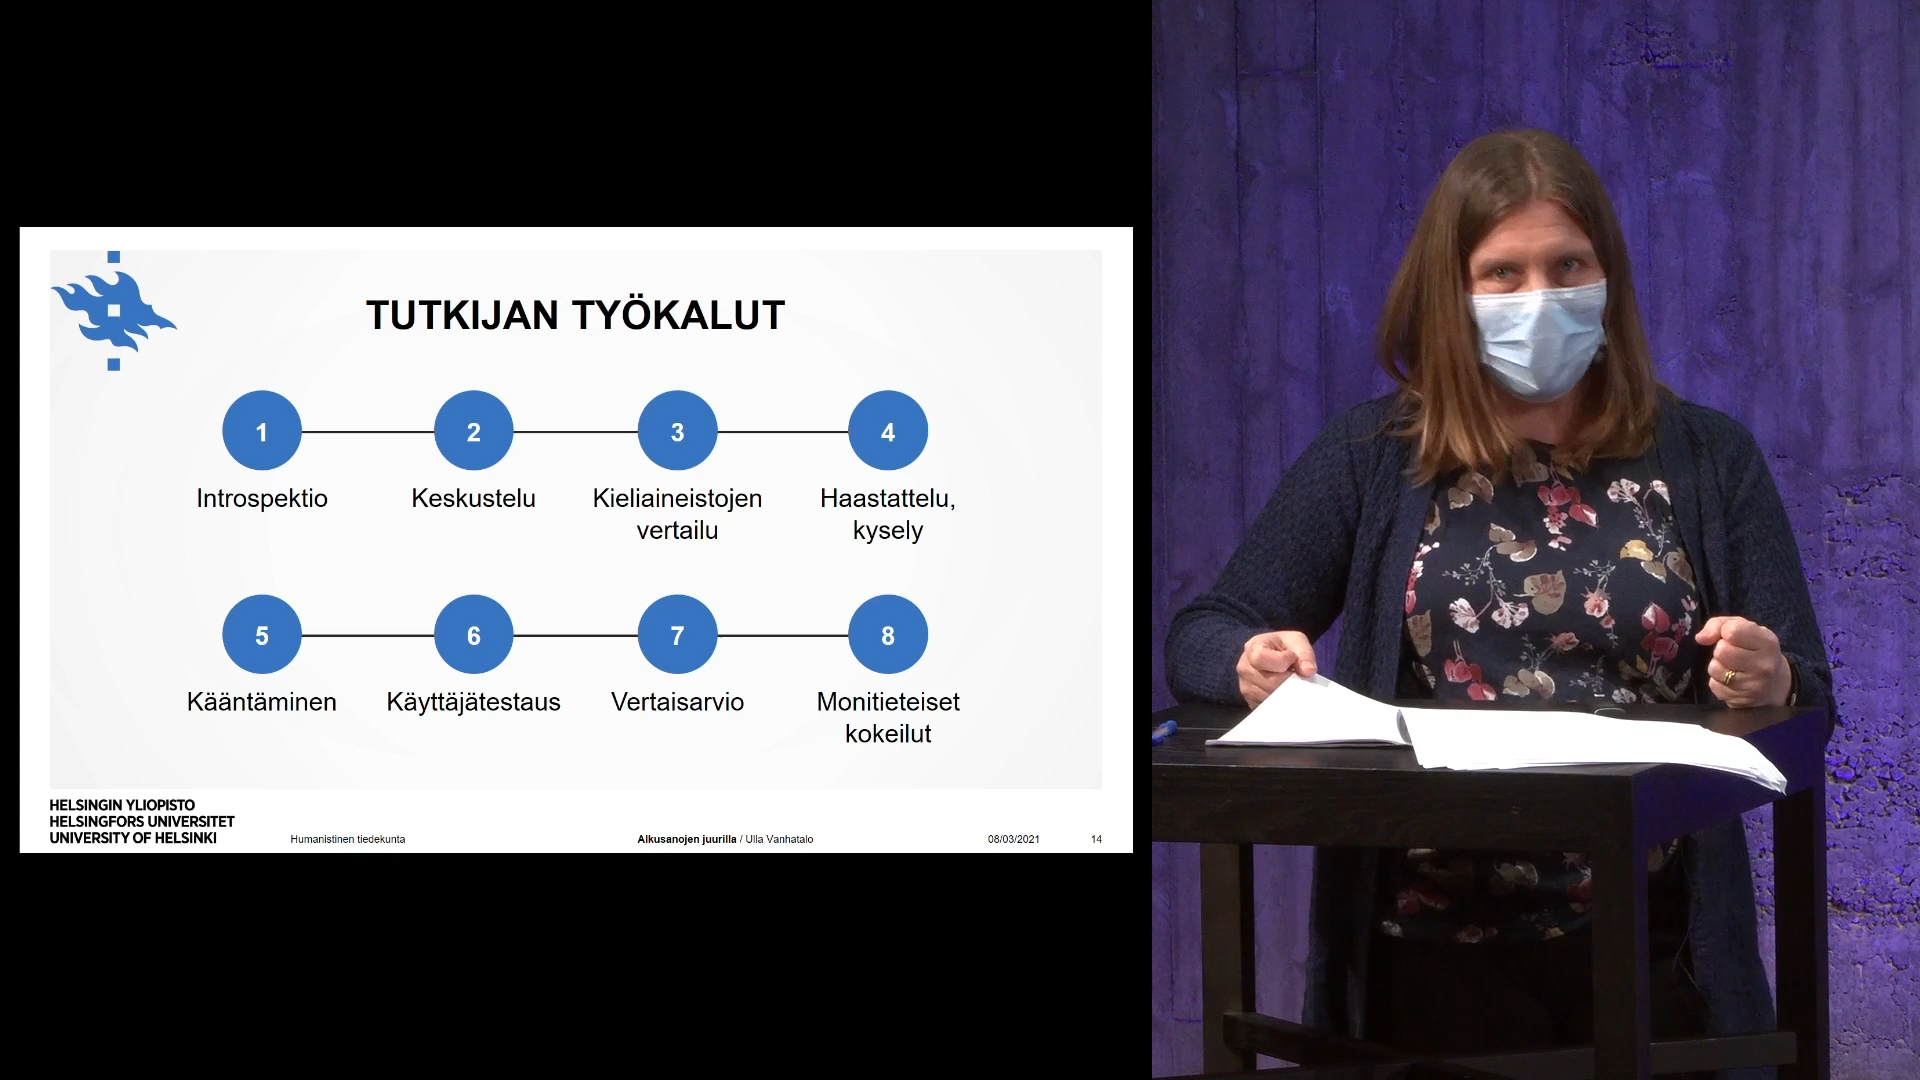 TUTKIJAN TYÖKALUT
1
2
3
4
Introspektio
Keskustelu
Kieliaineistojen
vertailu
Haastattelu,
kysely
5
6
7
8
Kääntäminen
Käyttäjätestaus
Vertaisarvio
Monitieteiset
kokeilut
HELSINGIN YLIOPISTO
HELSINGFORS UNIVERSITET
UNIVERSITY OF HELSINKI
Humanistinen tiedekunta
Alkusanojen juurilla / Ulla Vanhatalo
08/03/2021
14